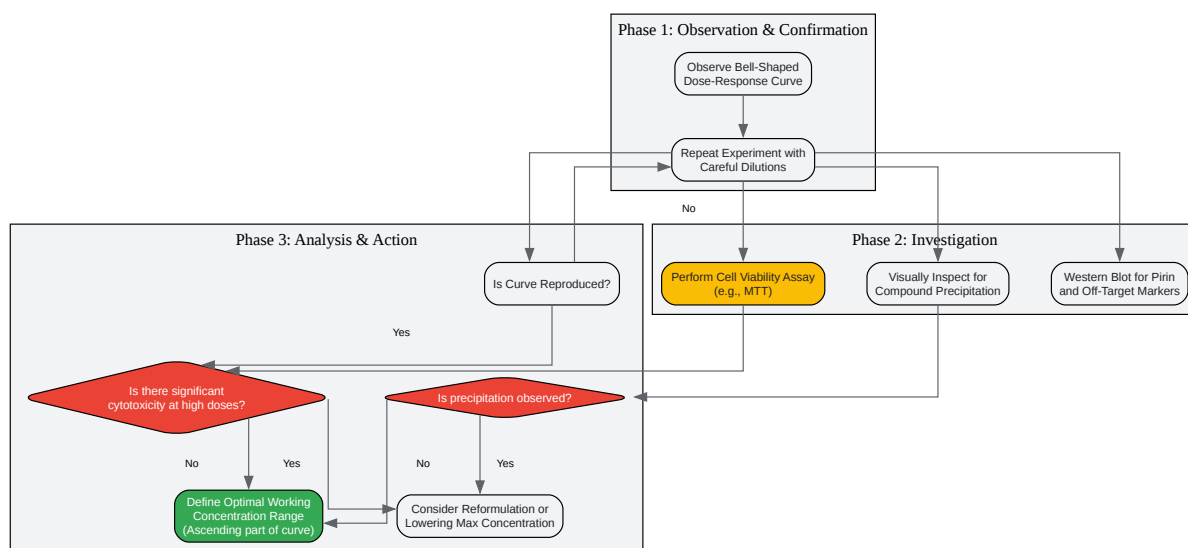 Phase 1: Observation & Confirmation
Observe Bell-Shaped
Dose-Response Curve
Repeat Experiment with
Careful Dilutions
No
Phase 3: Analysis & Action
Phase 2: Investigation
Is Curve Reproduced?
Perform Cell Viability Assay
(e.g., MTT)
Visually Inspect for
Compound Precipitation
Western Blot for Pirin
and Off-Target Markers
Yes
Is there significant
cytotoxicity at high doses?
Is precipitation observed?
No
Yes
No
Yes
Define Optimal Working
Concentration Range
(Ascending part of curve)
Consider Reformulation or
Lowering Max Concentration